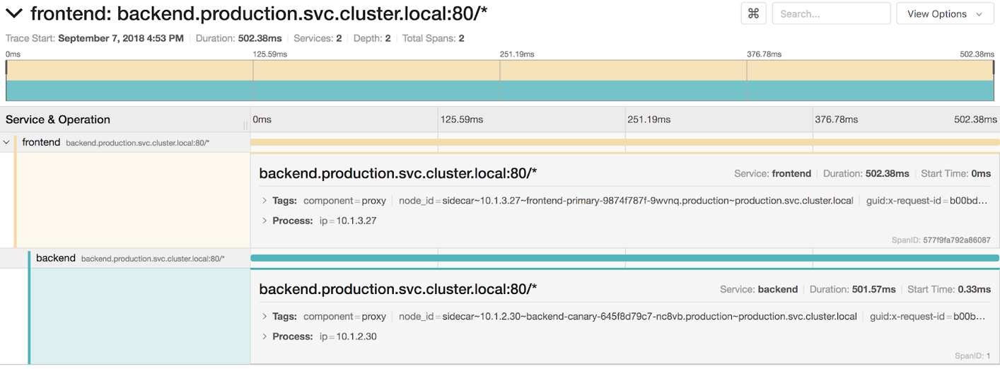 frontend: backend.production.svc.cluster.local:80/*
⌘ Search... View Options
Trace Start: September 7, 2018 4:53 PM Duration: 502.38ms Services: 2 Depth: 2 Total Spans: 2
0ms 125.59ms 251.19ms 376.78ms 502.38ms
Service & Operation 0ms 125.59ms 251.19ms 376.78ms 502.38ms
frontend backend.production.svc.cluster.local:80/*
backend.production.svc.cluster.local:80/* Service: frontend Duration: 502.38ms Start Time: 0ms
Tags: component=proxy node_id=sidecar~10.1.3.27~frontend-primary-9874f787f-9wvnq.production~production.svc.cluster.local guid:x-request-id=b00bd...
Process: ip=10.1.3.27
SpanID: 577f9fa792a86087
backend backend.production.svc.cluster.local:80/*
backend.production.svc.cluster.local:80/* Service: backend Duration: 501.57ms Start Time: 0.33ms
Tags: component=proxy node_id=sidecar~10.1.2.30~backend-canary-645f8d79c7-nc8vb.production~production.svc.cluster.local guid:x-request-id=b00b...
Process: ip=10.1.2.30
SpanID: 1